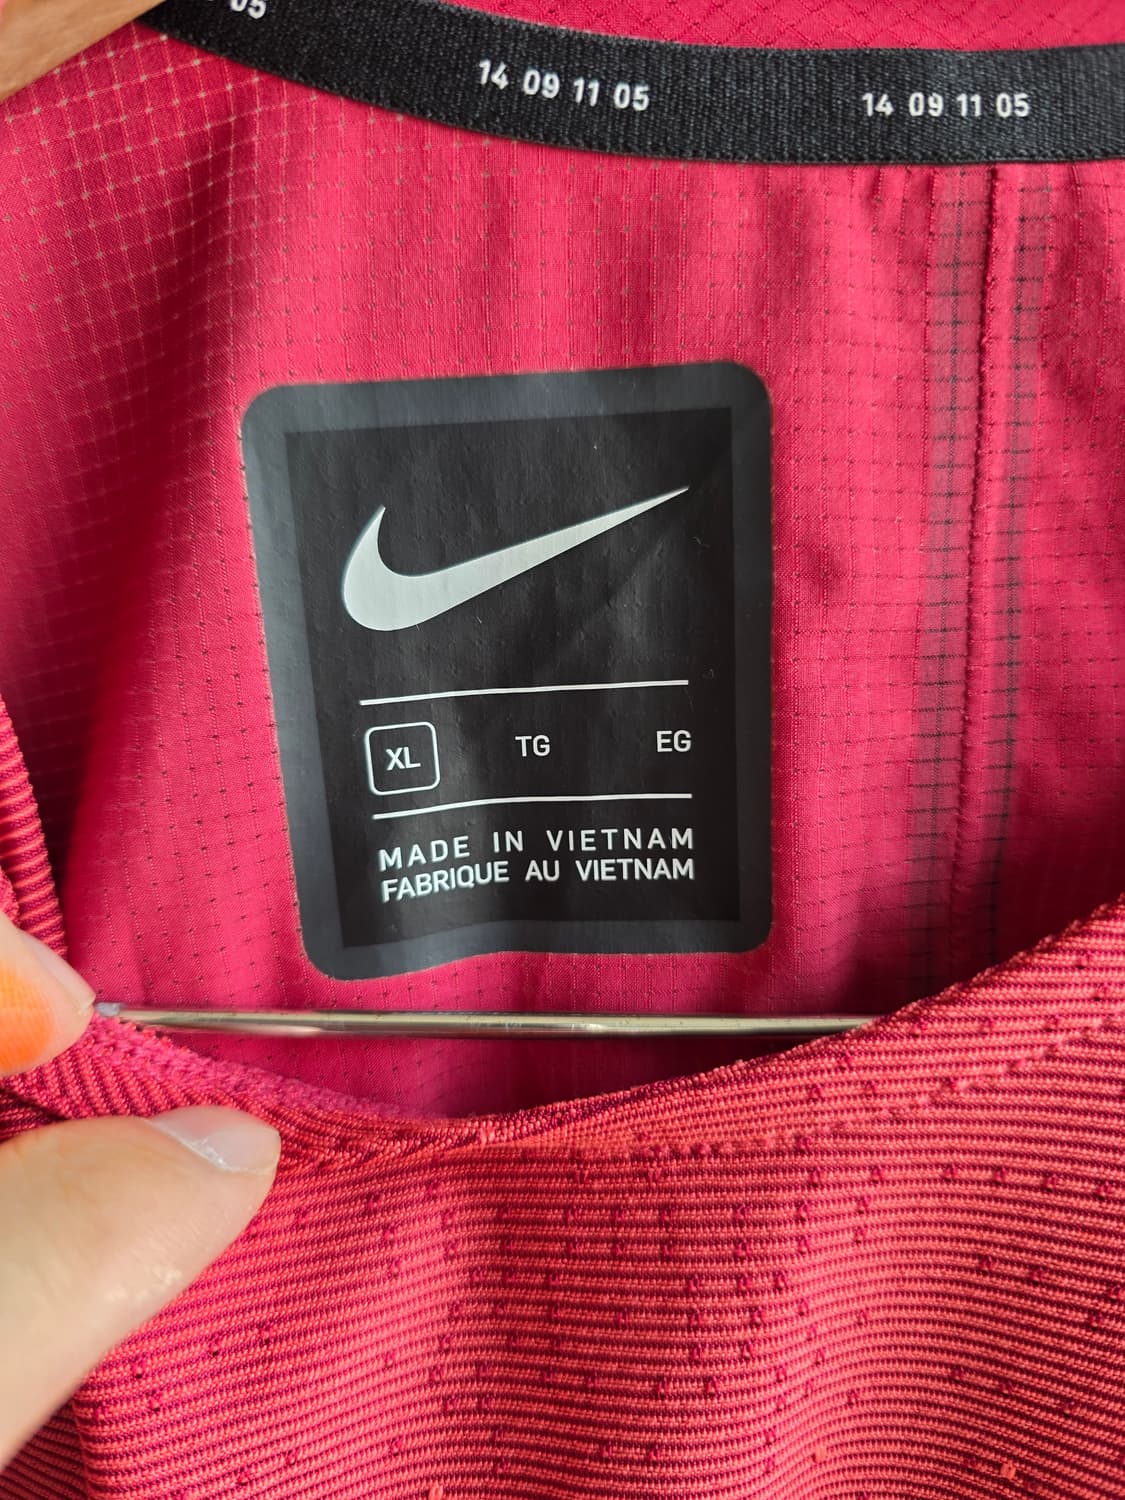 05
14 09 11 05
14 09 11 05
XL TG EG
MADE IN VIETNAM
FABRIQUE AU VIETNAM